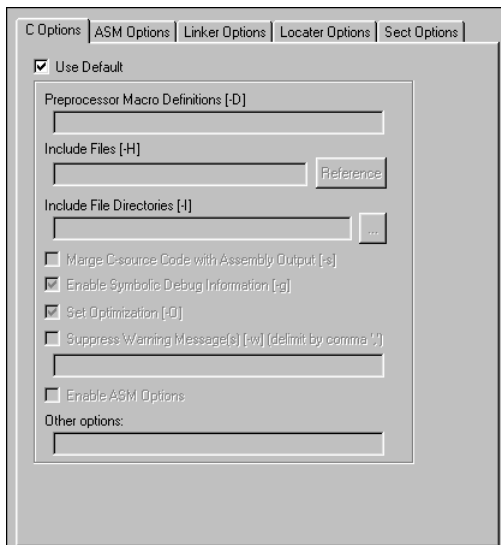 C Options ASM Options Linker Options Locater Options Sect Options
Use Default
Preprocessor Macro Definitions [-D]
Include Files [-H]
Reference
Include File Directories [-I]
...
Marge C-source Code with Assembly Output [-s]
Enable Symbolic Debug Information [-g]
Set Optimization [-O]
Suppress Warning Message(s) [-w] (delimit by comma ',')
Enable ASM Options
Other options: